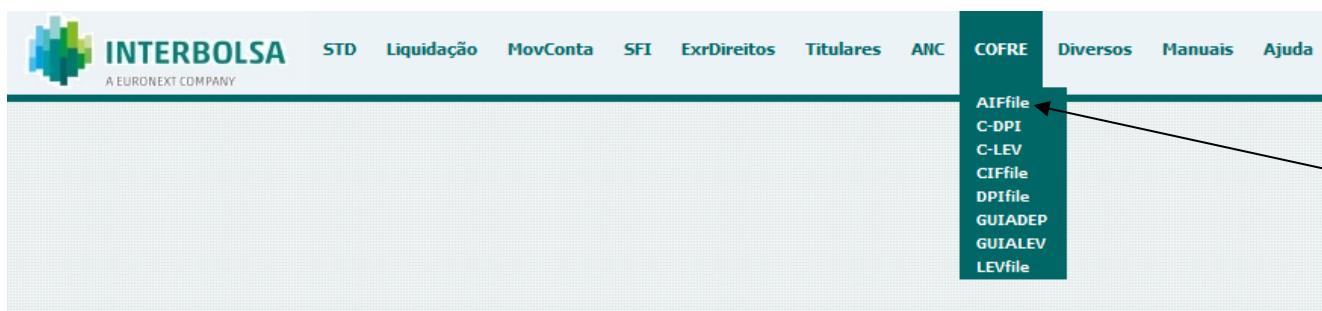 INTERBOLSA
A EURONEXT COMPANY
STD Liquidação MovConta SFI ExrDireitos Titulares ANC COFRE Diversos Manuais Ajuda
AIFfile
C-DPI
C-LEV
CIFfile
DPIfile
GUIADEP
GUIALEV
LEVfile